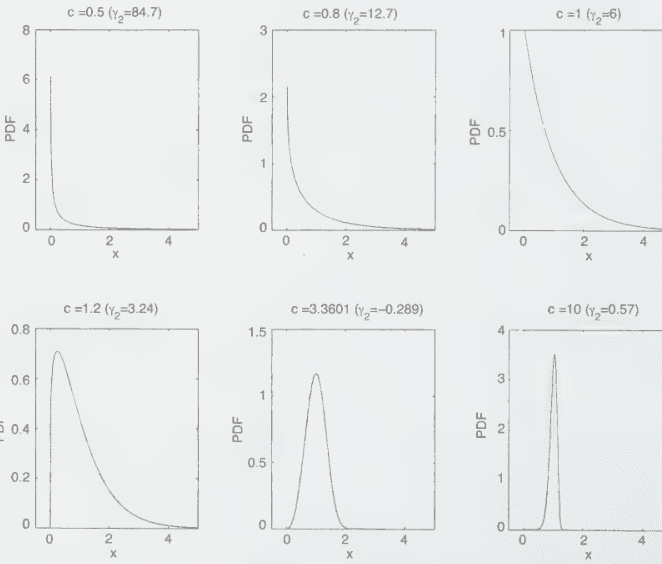 c =0.5 (γ2=84.7)
8
6
4
2
0
PDF
0 2 4
x
c =0.8 (γ2=12.7)
3
2
1
0
PDF
0 2 4
x
c =1 (γ2=6)
1
0.5
0
PDF
0 2 4
x
c =1.2 (γ2=3.24)
0.8
0.6
0.4
0.2
0
PDF
0 2 4
x
c =3.3601 (γ2=−0.289)
1.5
1
0.5
0
PDF
0 2 4
x
c =10 (γ2=0.57)
4
3
2
1
0
PDF
0 2 4
x